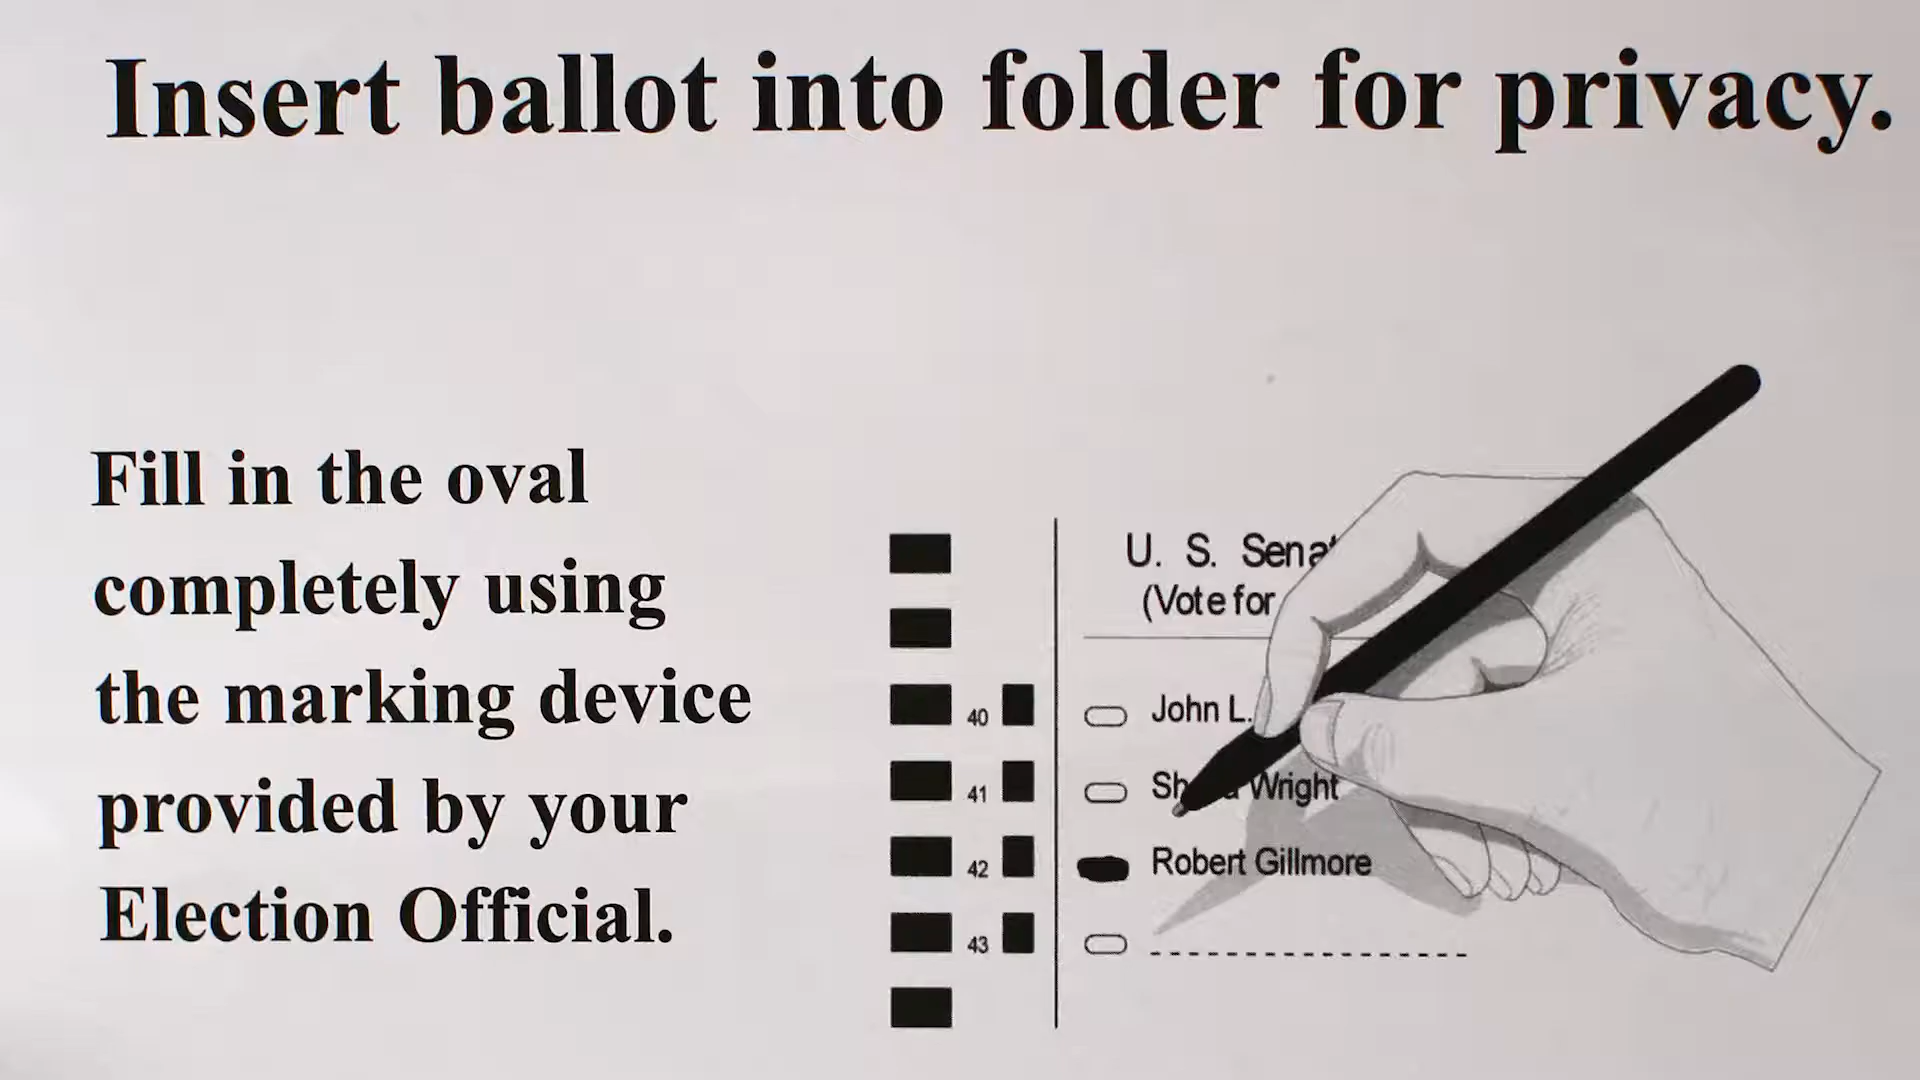 Insert ballot into folder for privacy.
Fill in the oval
completely using
the marking device
provided by your
Election Official.
U. S.
(Vote for
40 John L.
41 Wright
42 Robert Gillmore
43